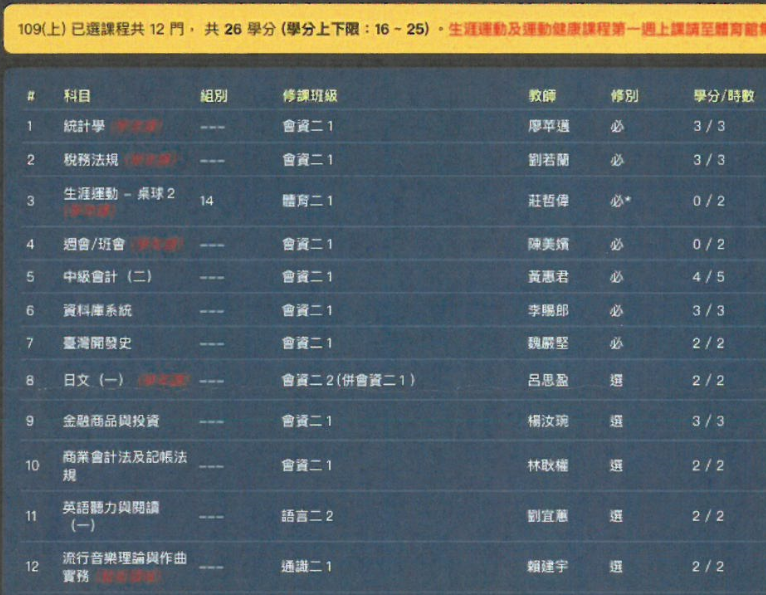 109(上) 已選課程共 12 門， 共 26 學分 (學分上下限：16 ~ 25) 。生涯運動及運動健康課程第一週上課請至體育館
# 科目 組別 修課班級 教師 修別 學分/時數
1 統計學 --- 會資二 1 廖苹邁 必 3 / 3
2 稅務法規 --- 會資二 1 劉若蘭 必 3 / 3
3 生涯運動 – 桌球 2 14 體育二 1 莊哲偉 必* 0 / 2
4 週會/班會 --- 會資二 1 陳美嬪 必 0 / 2
5 中級會計（二） --- 會資二 1 黃惠君 必 4 / 5
6 資料庫系統 --- 會資二 1 李賜郎 必 3 / 3
7 臺灣開發史 --- 會資二 1 魏嚴堅 必 2 / 2
8 日文（一） --- 會資二 2(併會資二 1 ) 呂思盈 選 2 / 2
9 金融商品與投資 --- 會資二 1 楊汝琬 選 3 / 3
10 商業會計法及記帳法
規 --- 會資二 1 林耿權 選 2 / 2
11 英語聽力與閱讀
（一） --- 語言二 2 劉宜蕙 選 2 / 2
12 流行音樂理論與作曲
實務 --- 通識二 1 賴建宇 選 2 / 2